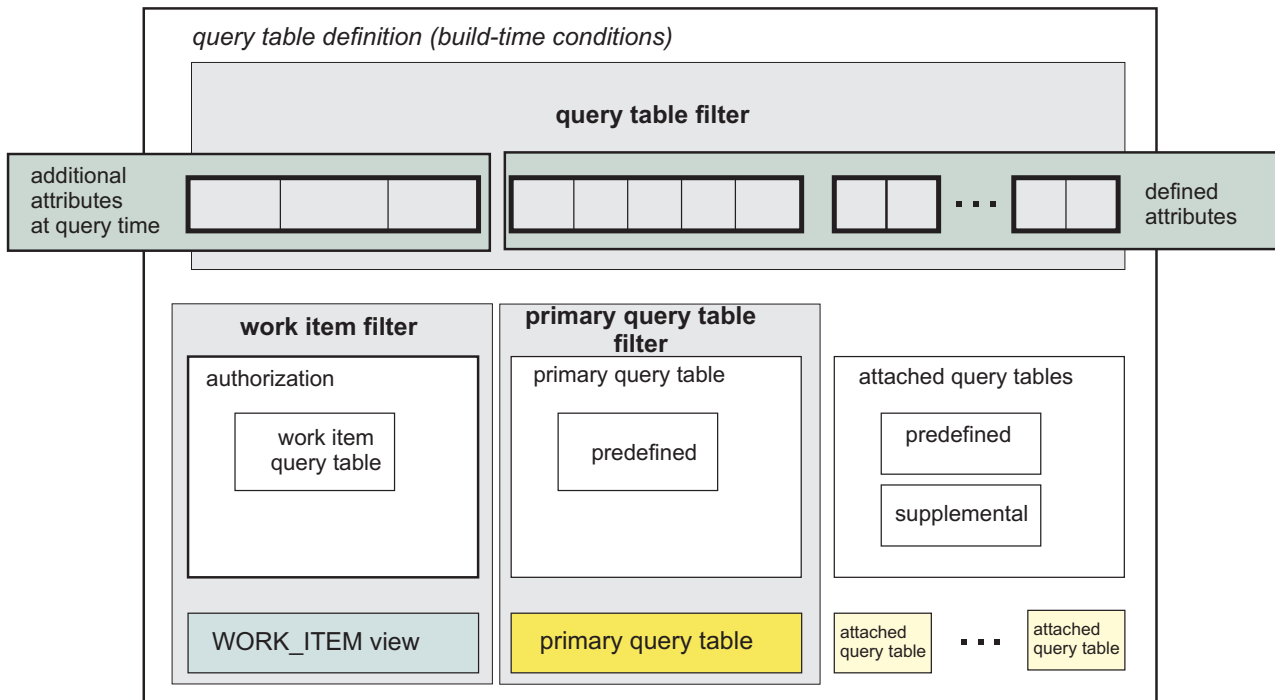 query table definition (build-time conditions)
query table filter
additional
attributes
at query time
defined
attributes
work item filter
authorization
work item
query table
WORK_ITEM view
primary query table
filter
primary query table
predefined
primary query table
attached query tables
predefined
supplemental
attached
query table
attached
query table